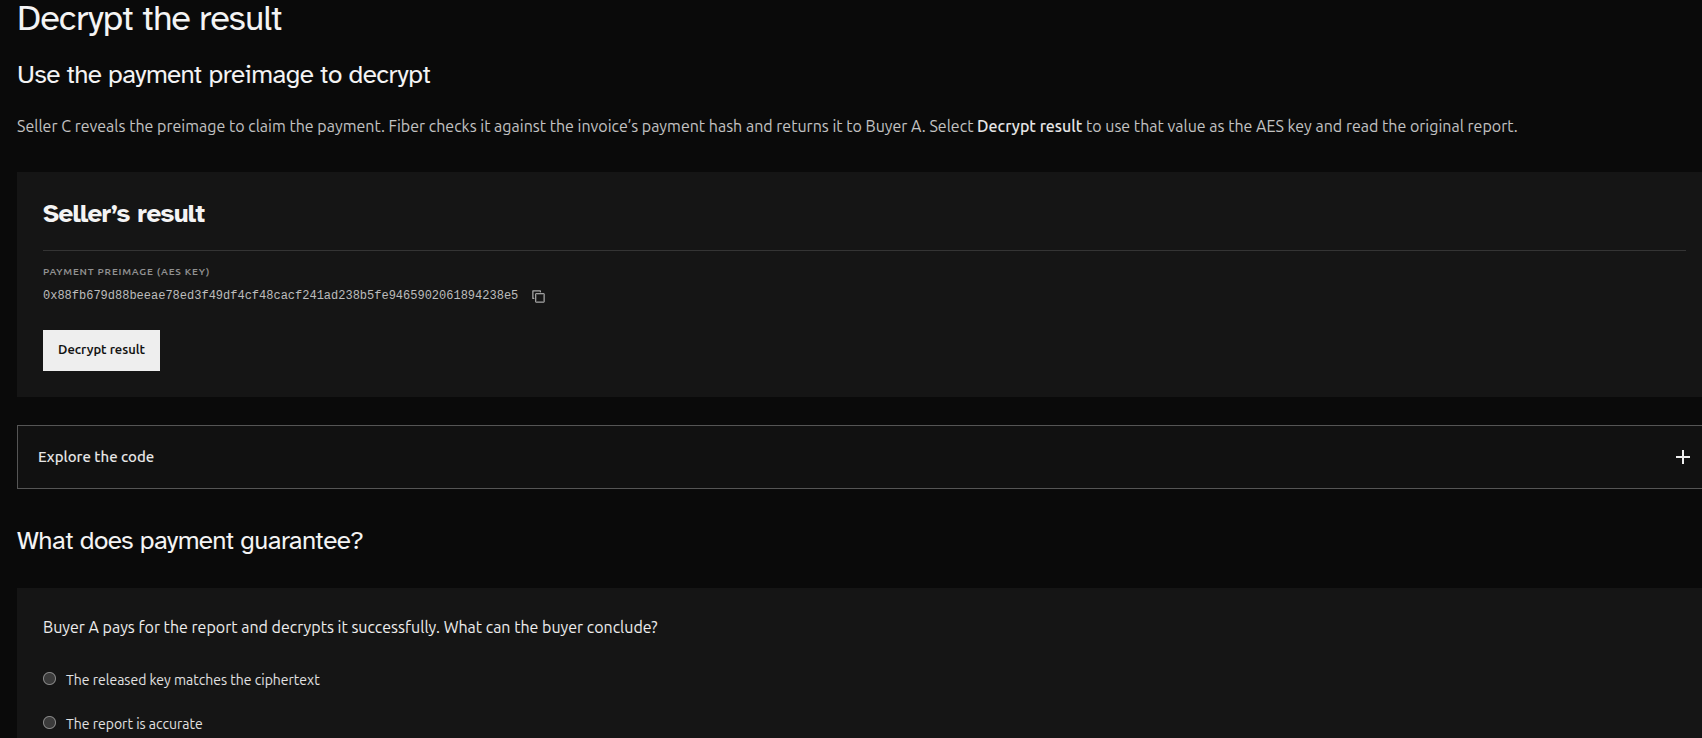 Decrypt the result
Use the payment preimage to decrypt
Seller C reveals the preimage to claim the payment. Fiber checks it against the invoice’s payment hash and returns it to Buyer A. Select Decrypt result to use that value as the AES key and read the original report.
Seller’s result
PAYMENT PREIMAGE (AES KEY)
0x88fb679d88beeae78ed3f49df4cf48cacf241ad238b5fe9465902061894238e5
Decrypt result
Explore the code
What does payment guarantee?
Buyer A pays for the report and decrypts it successfully. What can the buyer conclude?
The released key matches the ciphertext
The report is accurate